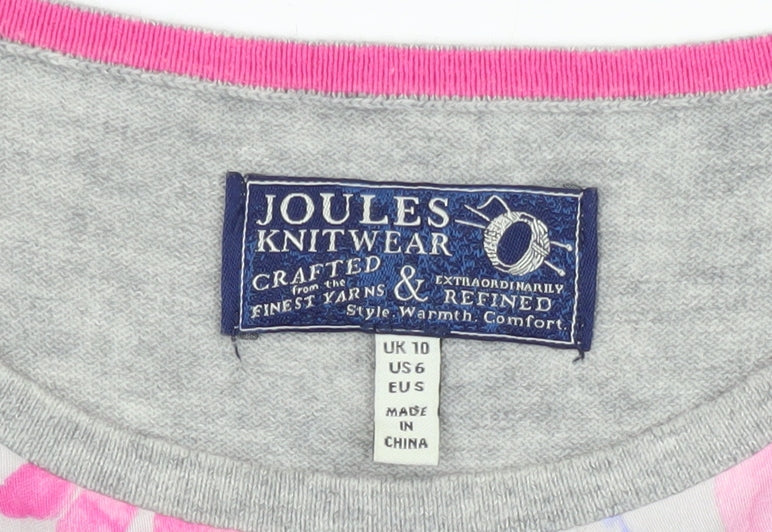 JOULES
KNITWEAR
CRAFTED
from the
FINEST YARNS
&
EXTRAORDINARILY
REFINED
Style. Warmth. Comfort.
UK 10
US 6
EU S
MADE
IN
CHINA